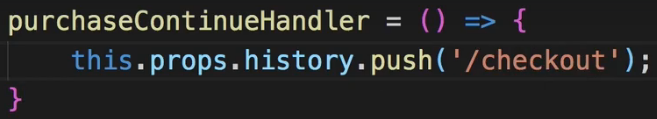 purchaseContinueHandler = () => {
    this.props.history.push('/checkout');
}